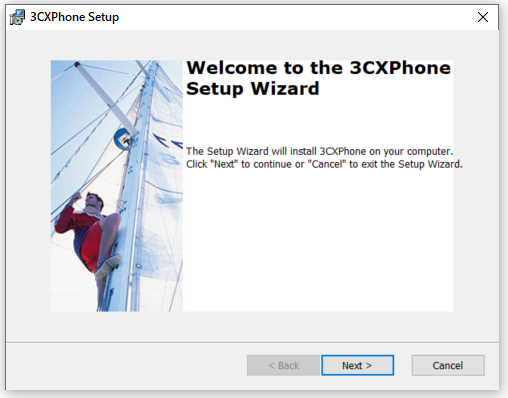 3CXPhone Setup
Welcome to the 3CXPhone
Setup Wizard
The Setup Wizard will install 3CXPhone on your computer.
Click "Next" to continue or "Cancel" to exit the Setup Wizard.
< Back
Next >
Cancel